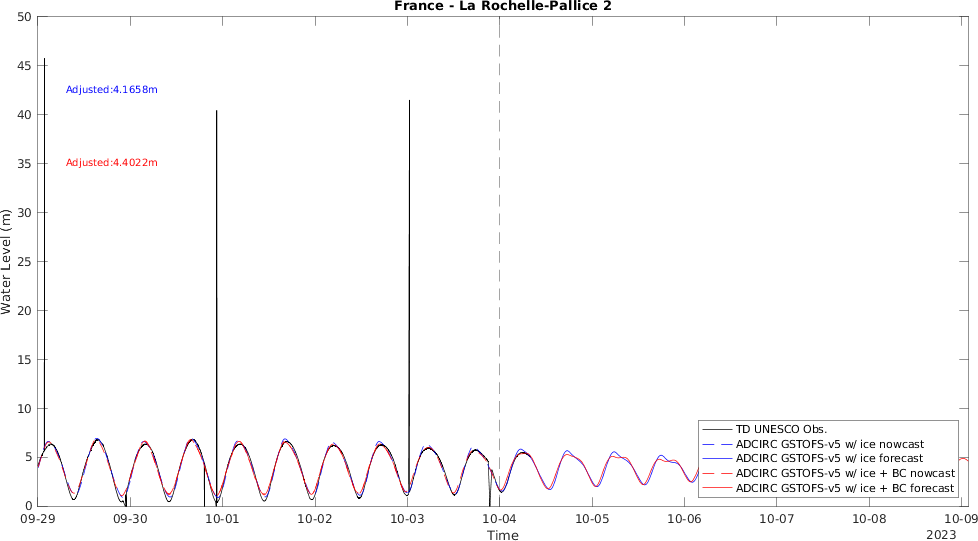 France - La Rochelle-Pallice 2
50
45
40
35
30
25
20
15
10
5
0
Water Level (m)
Adjusted:4.1658m
Adjusted:4.4022m
TD UNESCO Obs.
ADCIRC GSTOFS-v5 w/ ice nowcast
ADCIRC GSTOFS-v5 w/ ice forecast
ADCIRC GSTOFS-v5 w/ ice + BC nowcast
ADCIRC GSTOFS-v5 w/ ice + BC forecast
09-29 09-30 10-01 10-02 10-03 10-04 10-05 10-06 10-07 10-08 10-09
Time
2023